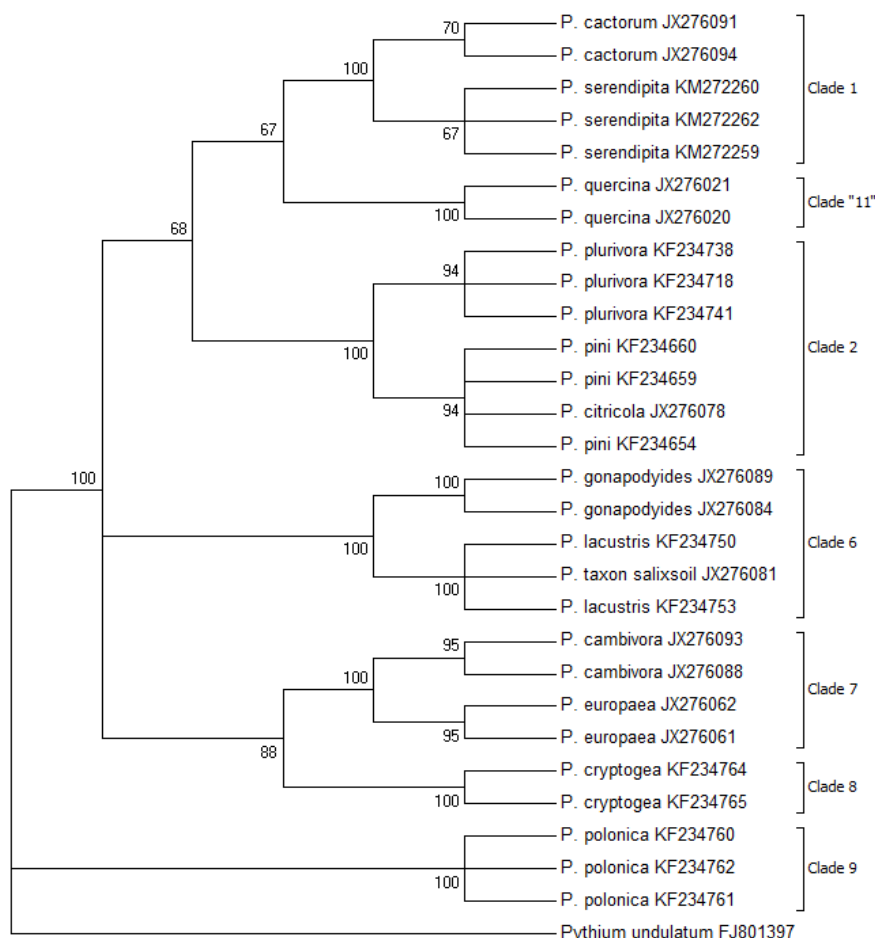 70
P. cactorum JX276091
P. cactorum JX276094
100
P. serendipita KM272260
Clade 1
P. serendipita KM272262
67
67
P. serendipita KM272259
P. quercina JX276021
Clade "11"
100
P. quercina JX276020
68
P. plurivora KF234738
94
P. plurivora KF234718
P. plurivora KF234741
100
P. pini KF234660
Clade 2
P. pini KF234659
94
P. citricola JX276078
P. pini KF234654
100
100
P. gonapodyides JX276089
P. gonapodyides JX276084
100
P. lacustris KF234750
Clade 6
P. taxon salixsoil JX276081
100
P. lacustris KF234753
95
P. cambivora JX276093
100
P. cambivora JX276088
Clade 7
P. europaea JX276062
95
P. europaea JX276061
88
P. cryptogea KF234764
Clade 8
100
P. cryptogea KF234765
P. polonica KF234760
P. polonica KF234762
Clade 9
100
P. polonica KF234761
Pythium undulatum FJ801397